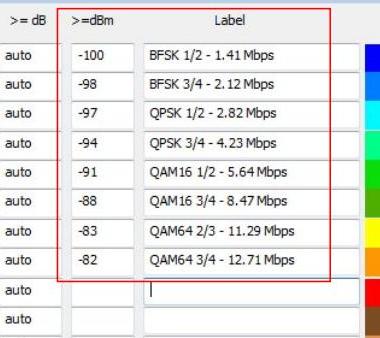 >= dB >=dBm Label
auto -100 BFSK 1/2 - 1.41 Mbps
auto -98 BFSK 3/4 - 2.12 Mbps
auto -97 QPSK 1/2 - 2.82 Mbps
auto -94 QPSK 3/4 - 4.23 Mbps
auto -91 QAM16 1/2 - 5.64 Mbps
auto -88 QAM16 3/4 - 8.47 Mbps
auto -83 QAM64 2/3 - 11.29 Mbps
auto -82 QAM64 3/4 - 12.71 Mbps
auto
auto